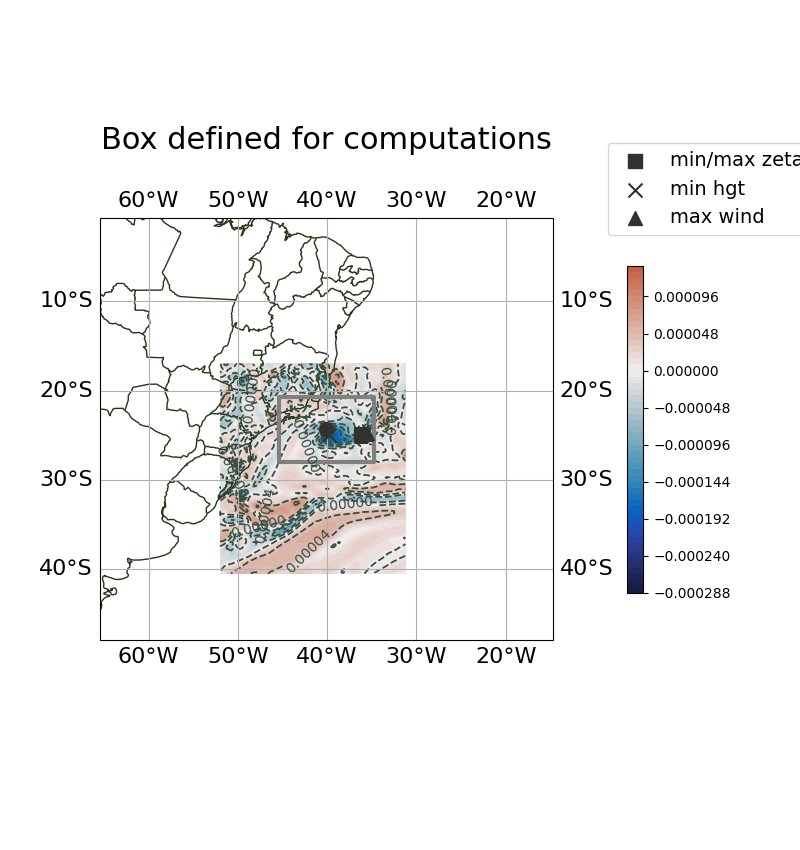 Box defined for computations
min/max zeta
min hgt
max wind
60°W 50°W 40°W 30°W 20°W
10°S 10°S
20°S 20°S
30°S 30°S
40°S 40°S
60°W 50°W 40°W 30°W 20°W
0.00000
0.00004
0.000096
0.000048
0.000000
−0.000048
−0.000096
−0.000144
−0.000192
−0.000240
−0.000288